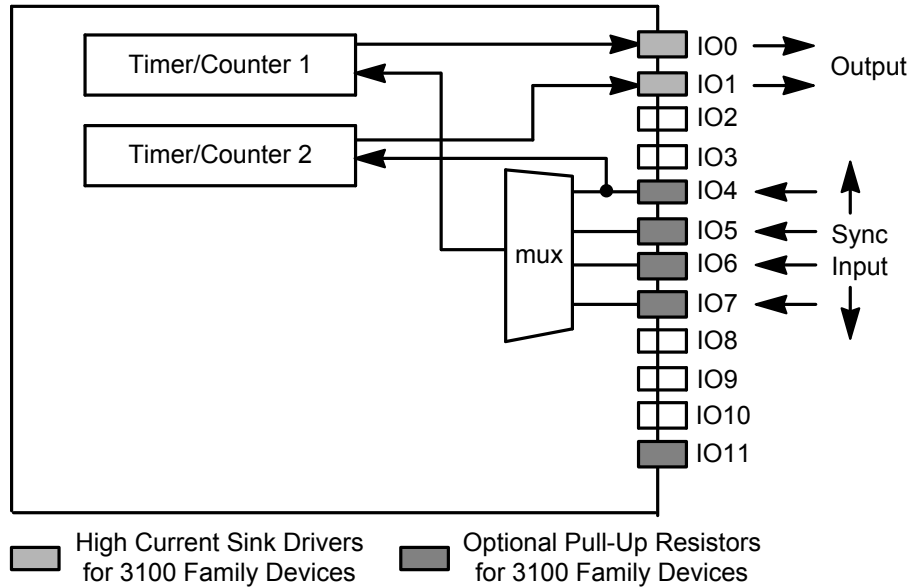 Timer/Counter 1
Timer/Counter 2
mux
IO0
IO1
IO2
IO3
IO4
IO5
IO6
IO7
IO8
IO9
IO10
IO11
Output
Sync
Input
High Current Sink Drivers
for 3100 Family Devices
Optional Pull-Up Resistors
for 3100 Family Devices